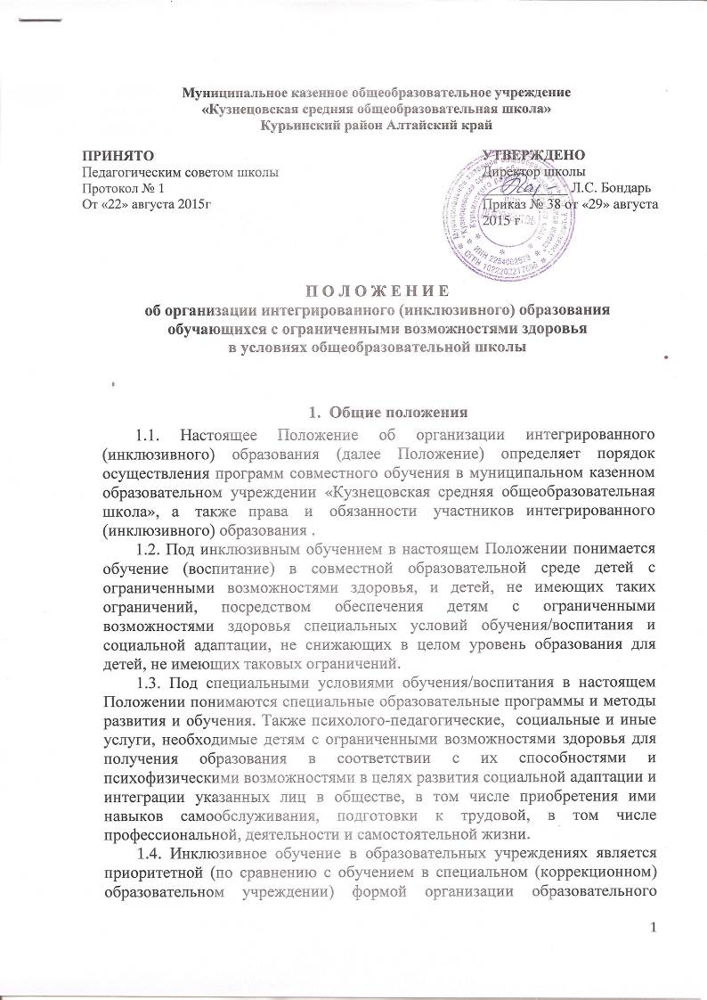 Муниципальное казенное общеобразовательное учреждение
«Кузнецовская средняя общеобразовательная школа»
Курьинский район Алтайский край
ПРИНЯТО
Педагогическим советом школы
Протокол № 1
От «22» августа 2015г
УТВЕРЖДЕНО
Директор школы
Л.С. Бондарь
Приказ № 38 от «29» августа
2015 г
ИНН 2254002579
ОГРН
П О Л О Ж Е Н И Е
об организации интегрированного (инклюзивного) образования
обучающихся с ограниченными возможностями здоровья
в условиях общеобразовательной школы
1. Общие положения
1.1. Настоящее Положение об организации интегрированного
(инклюзивного) образования (далее Положение) определяет порядок
осуществления программ совместного обучения в муниципальном казенном
образовательном учреждении «Кузнецовская средняя общеобразовательная
школа», а также права и обязанности участников интегрированного
(инклюзивного) образования .
1.2. Под инклюзивным обучением в настоящем Положении понимается
обучение (воспитание) в совместной образовательной среде детей с
ограниченными возможностями здоровья, и детей, не имеющих таких
ограничений, посредством обеспечения детям с ограниченными
возможностями здоровья специальных условий обучения/воспитания и
социальной адаптации, не снижающих в целом уровень образования для
детей, не имеющих таковых ограничений.
1.3. Под специальными условиями обучения/воспитания в настоящем
Положении понимаются специальные образовательные программы и методы
развития и обучения. Также психолого-педагогические, социальные и иные
услуги, необходимые детям с ограниченными возможностями здоровья для
получения образования в соответствии с их способностями и
психофизическими возможностями в целях развития социальной адаптации и
интеграции указанных лиц в обществе, в том числе приобретения ими
навыков самообслуживания, подготовки к трудовой, в том числе
профессиональной, деятельности и самостоятельной жизни.
1.4. Инклюзивное обучение в образовательных учреждениях является
приоритетной (по сравнению с обучением в специальном (коррекционном)
образовательном учреждении) формой организации образовательного
1